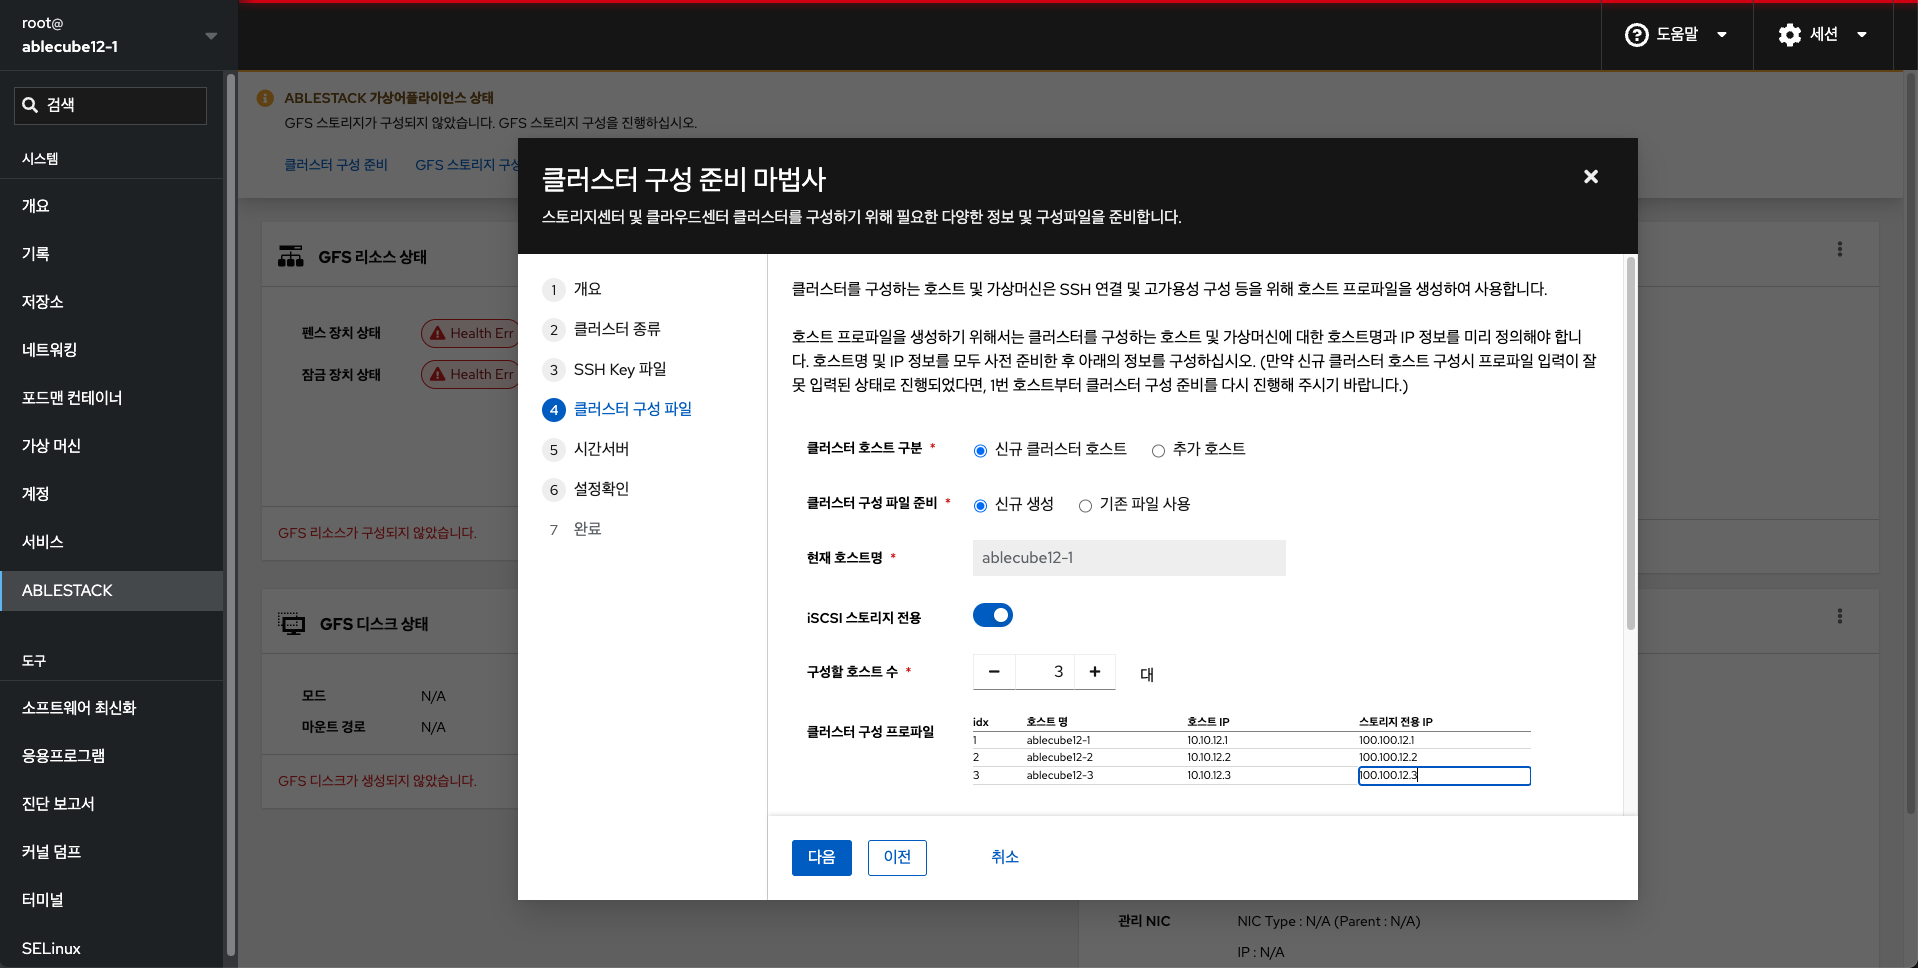 root@
ablecube12-1
도움말
세션
검색
시스템
개요
기록
저장소
네트워킹
포드맨 컨테이너
가상 머신
계정
서비스
ABLESTACK
도구
소프트웨어 최신화
응용프로그램
진단 보고서
커널 덤프
터미널
SELinux
ABLESTACK 가상어플라이언스 상태
GFS 스토리지가 구성되지 않았습니다. GFS 스토리지 구성을 진행하십시오.
클러스터 구성 준비
GFS 스토리지 구성
GFS 리소스 상태
펜스 장치 상태
Health Err
잠금 장치 상태
Health Err
GFS 리소스가 구성되지 않았습니다.
GFS 디스크 상태
모드
N/A
마운트 경로
N/A
GFS 디스크가 생성되지 않았습니다.
클러스터 구성 준비 마법사
스토리지센터 및 클라우드센터 클러스터를 구성하기 위해 필요한 다양한 정보 및 구성파일을 준비합니다.
1 개요
2 클러스터 종류
3 SSH Key 파일
4 클러스터 구성 파일
5 시간서버
6 설정확인
7 완료
클러스터를 구성하는 호스트 및 가상머신은 SSH 연결 및 고가용성 구성 등을 위해 호스트 프로파일을 생성하여 사용합니다.
호스트 프로파일을 생성하기 위해서는 클러스터를 구성하는 호스트 및 가상머신에 대한 호스트명과 IP 정보를 미리 정의해야 합니
다. 호스트명 및 IP 정보를 모두 사전 준비한 후 아래의 정보를 구성하십시오. (만약 신규 클러스터 호스트 구성시 프로파일 입력이 잘
못 입력된 상태로 진행되었다면, 1번 호스트부터 클러스터 구성 준비를 다시 진행해 주시기 바랍니다.)
클러스터 호스트 구분 *
신규 클러스터 호스트
추가 호스트
클러스터 구성 파일 준비 *
신규 생성
기존 파일 사용
현재 호스트명 *
ablecube12-1
iSCSI 스토리지 전용
구성할 호스트 수 *
− 3 + 대
클러스터 구성 프로파일
idx 호스트 명 호스트 IP 스토리지 전용 IP
1 ablecube12-1 10.10.12.1 100.100.12.1
2 ablecube12-2 10.10.12.2 100.100.12.2
3 ablecube12-3 10.10.12.3 100.100.12.3
다음
이전
취소
관리 NIC
NIC Type : N/A (Parent : N/A)
IP : N/A